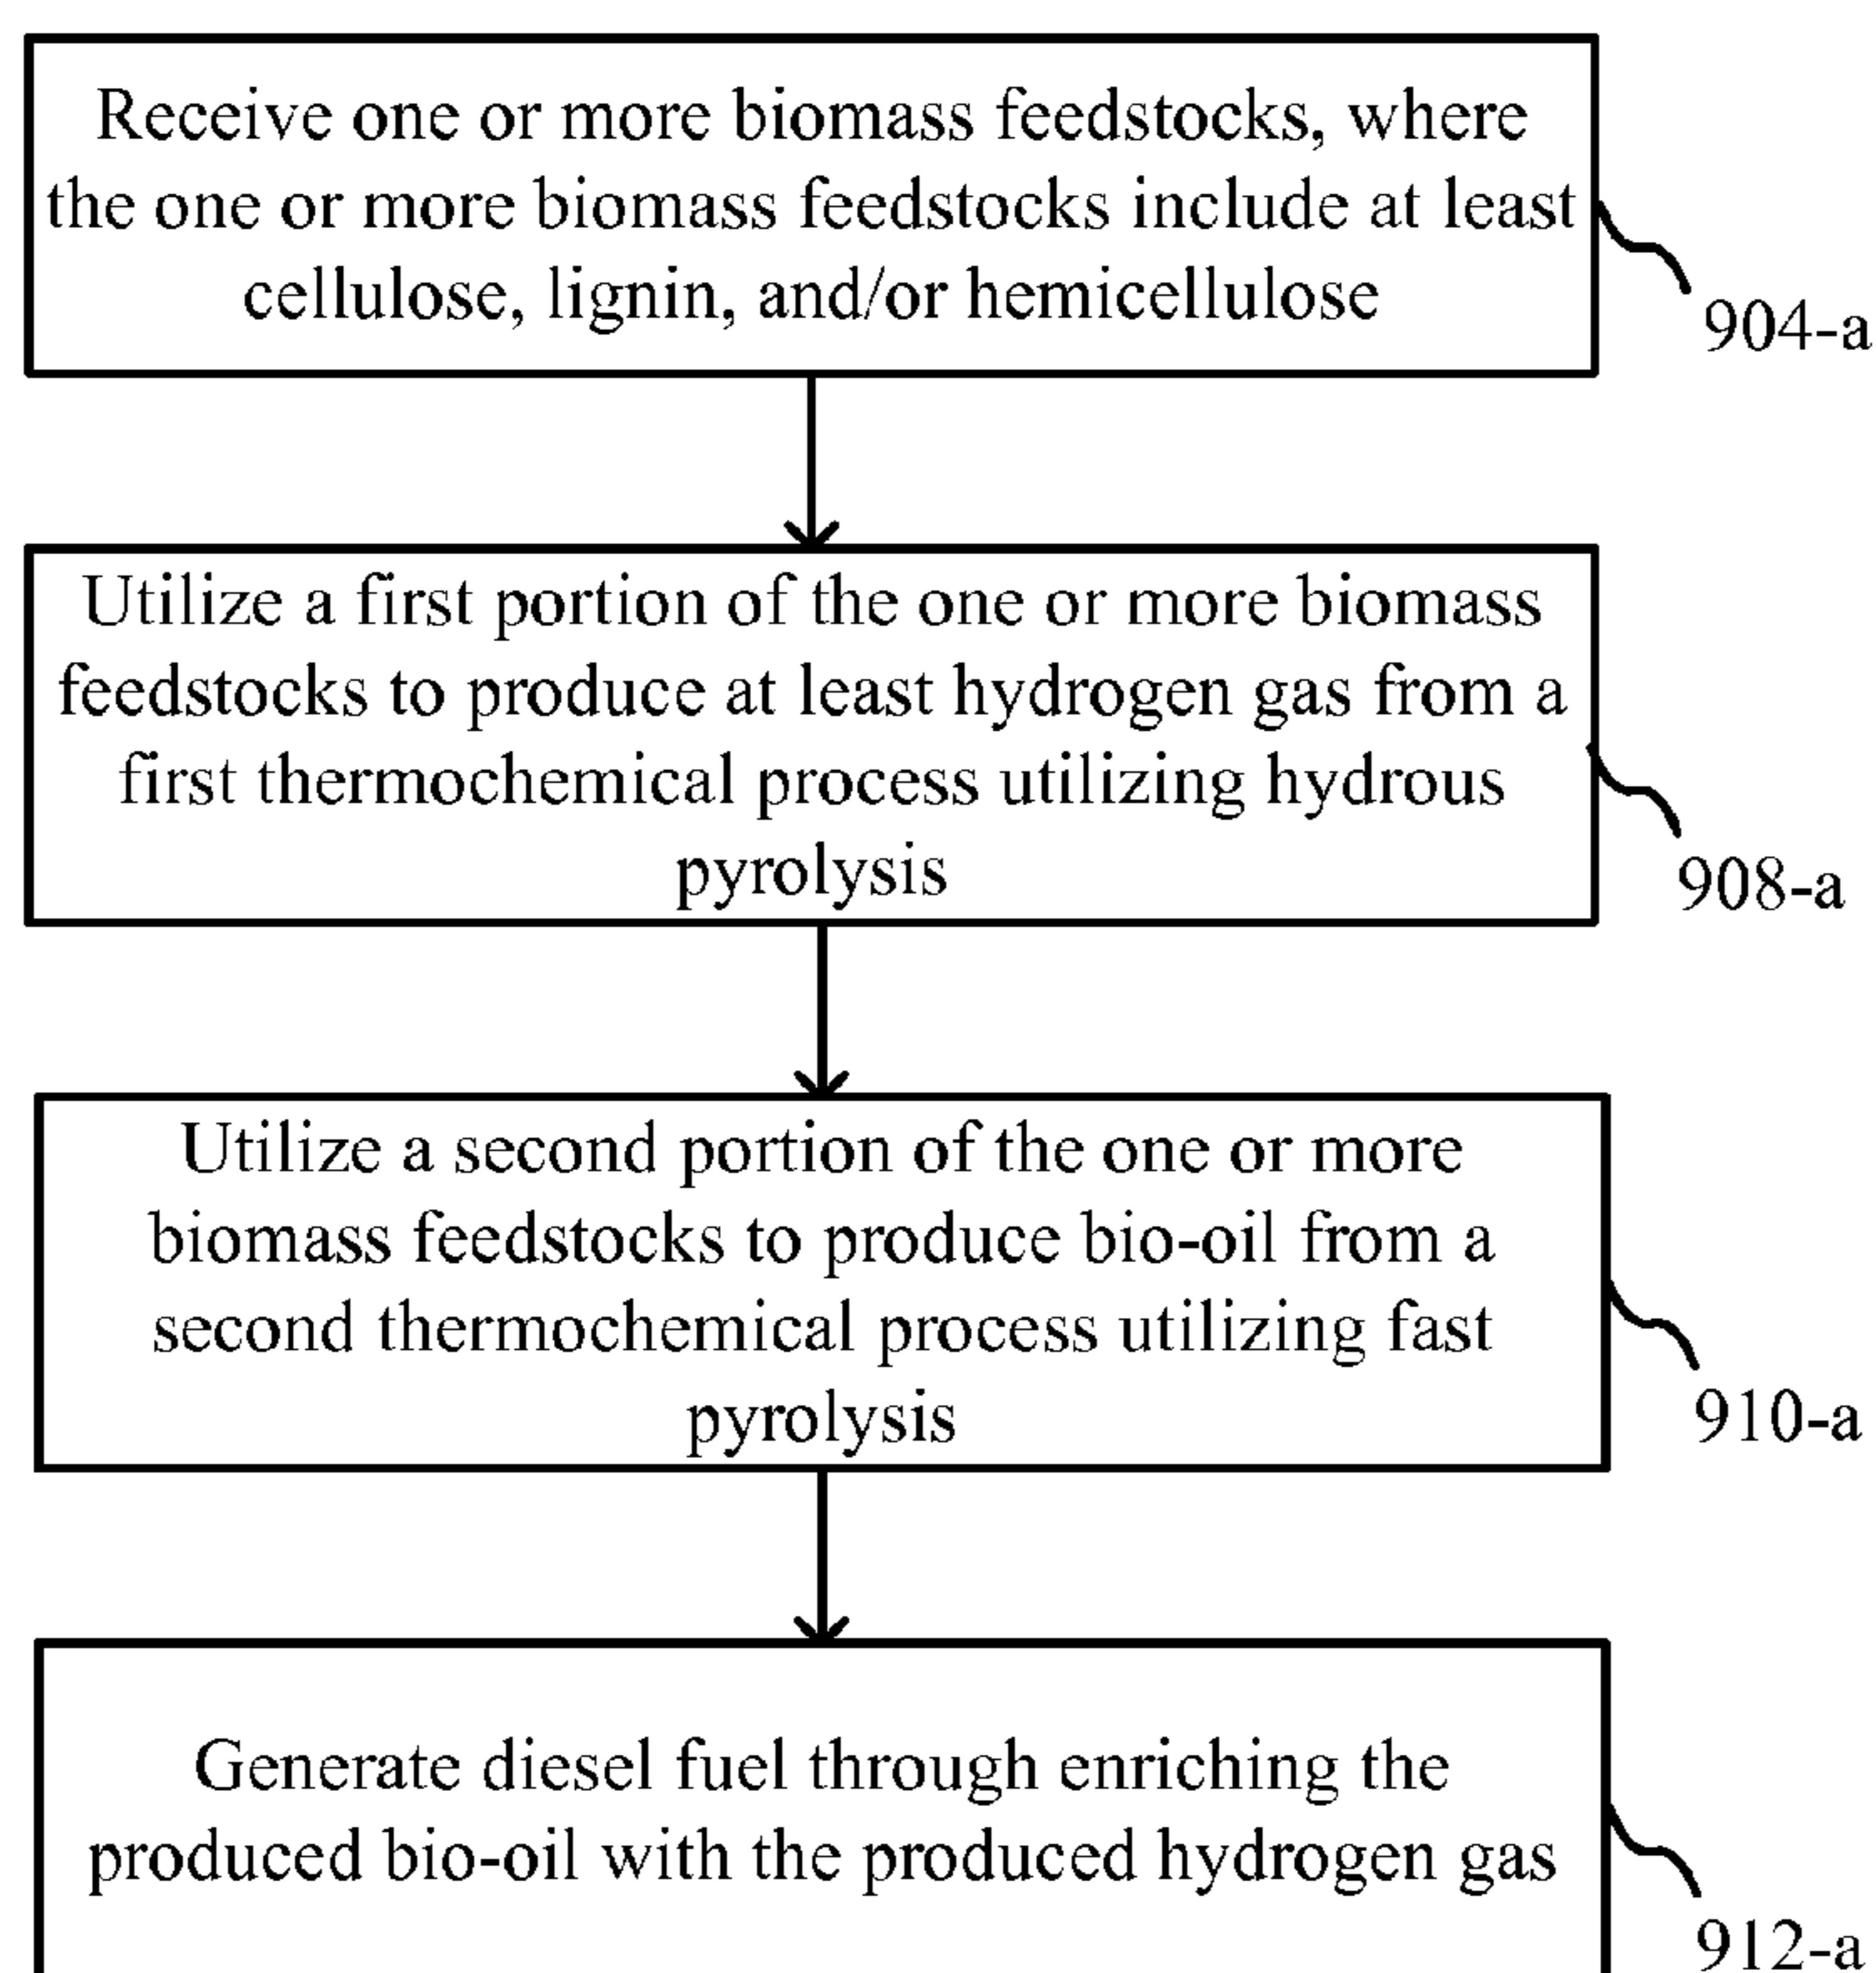 Receive one or more biomass feedstocks, where
the one or more biomass feedstocks include at least
cellulose, lignin, and/or hemicellulose
904-a
Utilize a first portion of the one or more biomass
feedstocks to produce at least hydrogen gas from a
first thermochemical process utilizing hydrous
pyrolysis
908-a
Utilize a second portion of the one or more
biomass feedstocks to produce bio-oil from a
second thermochemical process utilizing fast
pyrolysis
910-a
Generate diesel fuel through enriching the
produced bio-oil with the produced hydrogen gas
912-a